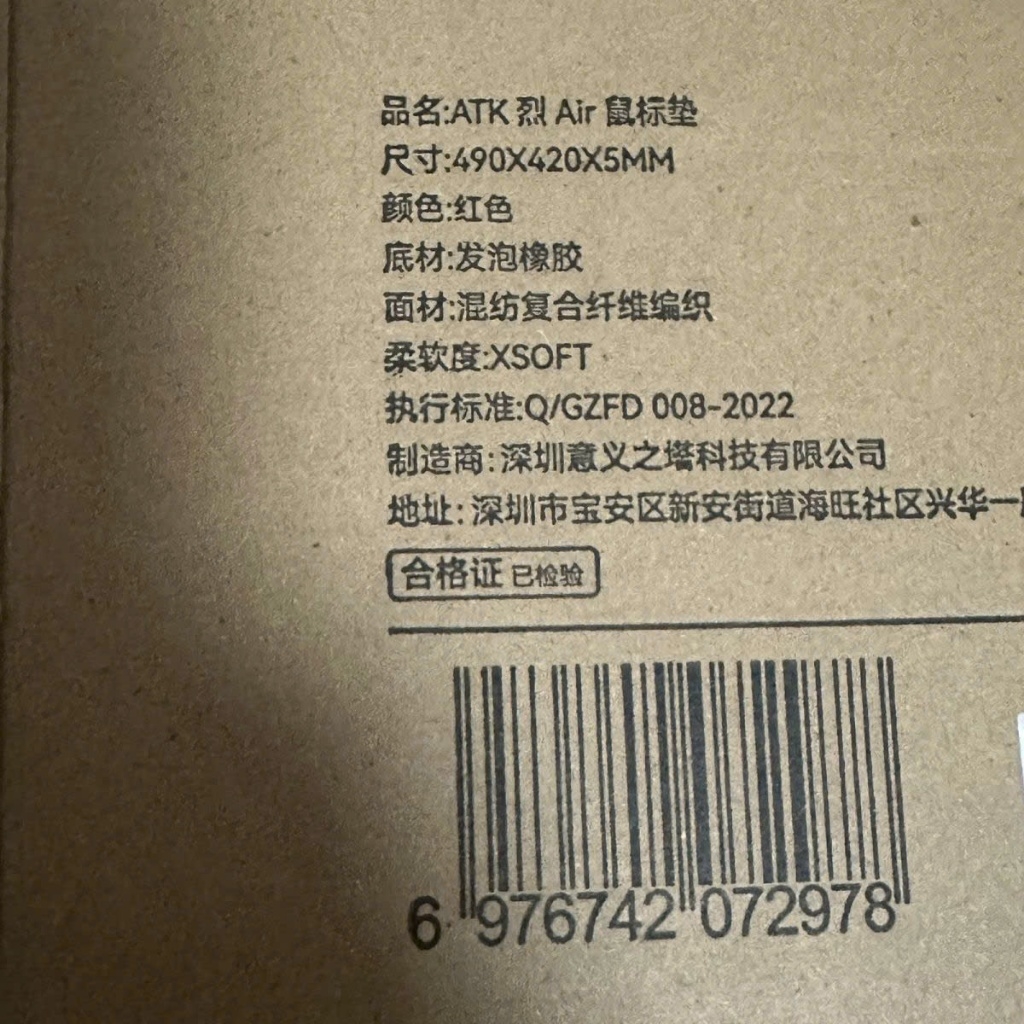 品名:ATK 烈 Air 鼠标垫
尺寸:490X420X5MM
颜色:红色
底材:发泡橡胶
面材:混纺复合纤维编织
柔软度:XSOFT
执行标准:Q/GZFD 008-2022
制造商:深圳意义之塔科技有限公司
地址:深圳市宝安区新安街道海旺社区兴华一
合格证 已检验
6 976742 072978